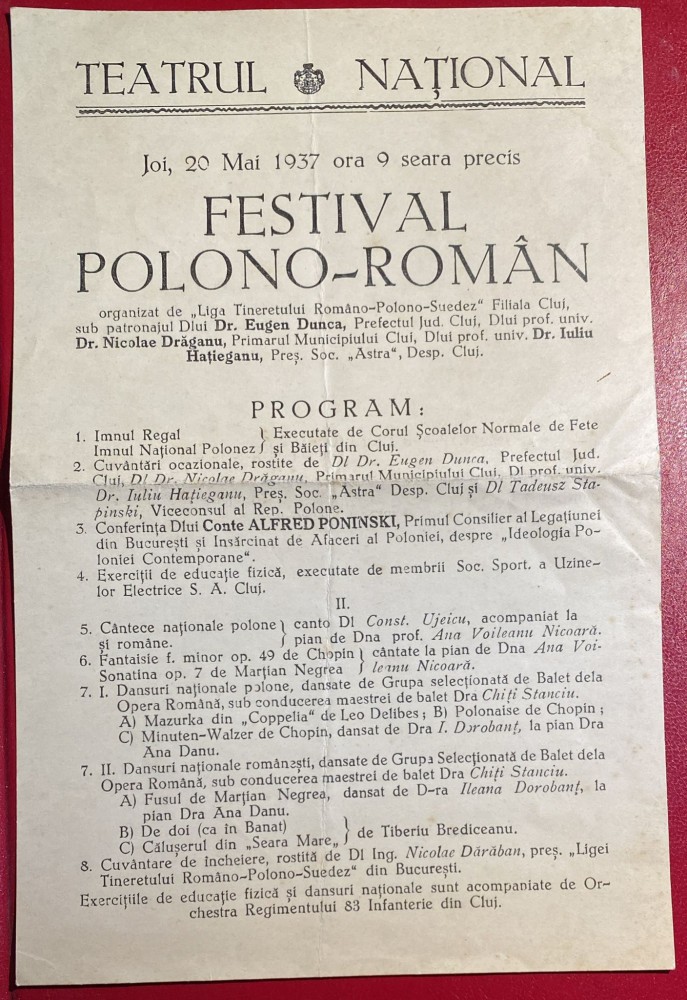 TEATRUL NAȚIONAL
Joi, 20 Mai 1937 ora 9 seara precis
FESTIVAL
POLONO-ROMÂN
organizat de „Liga Tineretului Româno-Polono-Suedez" Filiala Cluj,
sub patronajul Dlui Dr. Eugen Dunca, Prefectul Jud. Cluj, Dlui prof. univ.
Dr. Nicolae Drăganu, Primarul Municipiului Cluj, Dlui prof. univ. Dr. Iuliu
Hațieganu, Preș. Soc. „Astra", Desp. Cluj.
PROGRAM:
1. Imnul Regal } Executate de Corul Școalelor Normale de Fete
Imnul Național Polonez } și Băieți din Cluj.
2. Cuvântări ocazionale, rostite de Dl Dr. Eugen Dunca, Prefectul Jud.
Cluj, Dl Dr. Nicolae Drăganu, Primarul Municipiului Cluj, Dl prof. univ.
Dr. Iuliu Hațieganu, Preș. Soc. „Astra" Desp. Cluj și Dl Tadeusz Sta-
pinski, Viceconsul al Rep. Polone.
3. Conferința Dlui Conte ALFRED PONINSKI, Primul Consilier al Legațiunei
din București și Insărcinat de Afaceri al Poloniei, despre „Ideologia Po-
loniei Contemporane".
4. Exerciții de educație fizică, executate de membrii Soc. Sport. a Uzine-
lor Electrice S. A. Cluj.
II.
5. Cântece naționale polone } canto Dl Const. Ujeicu, acompaniat la
și române. } pian de Dna prof. Ana Voileanu Nicoară.
6. Fantaisie f. minor op. 49 de Chopin } cântate la pian de Dna Ana Voi-
Sonatina op. 7 de Marțian Negrea } leanu Nicoară.
7. I. Dansuri naționale polone, dansate de Grupa selecționată de Balet dela
Opera Română, sub conducerea maestrei de balet Dra Chiți Stanciu.
A) Mazurka din „Coppelia" de Leo Delibes; B) Polonaise de Chopin;
C) Minuten-Walzer de Chopin, dansat de Dra I. Dorobanț, la pian Dra
Ana Danu.
7. II. Dansuri naționale românești, dansate de Grupa Selecționată de Balet dela
Opera Română, sub conducerea maestrei de balet Dra Chiți Stanciu.
A) Fusul de Marțian Negrea, dansat de D-ra Ileana Dorobanț, la
pian Dra Ana Danu.
B) De doi (ca în Banat) } de Tiberiu Brediceanu.
C) Călușerul din „Seara Mare„
8. Cuvântare de încheiere, rostită de Dl Ing. Nicolae Dărăban, preș. „Ligei
Tineretului Româno-Polono-Suedez" din București.
Exercițiile de educație fizică și dansuri naționale sunt acompaniate de Or-
chestra Regimentului 83 Infanterie din Cluj.